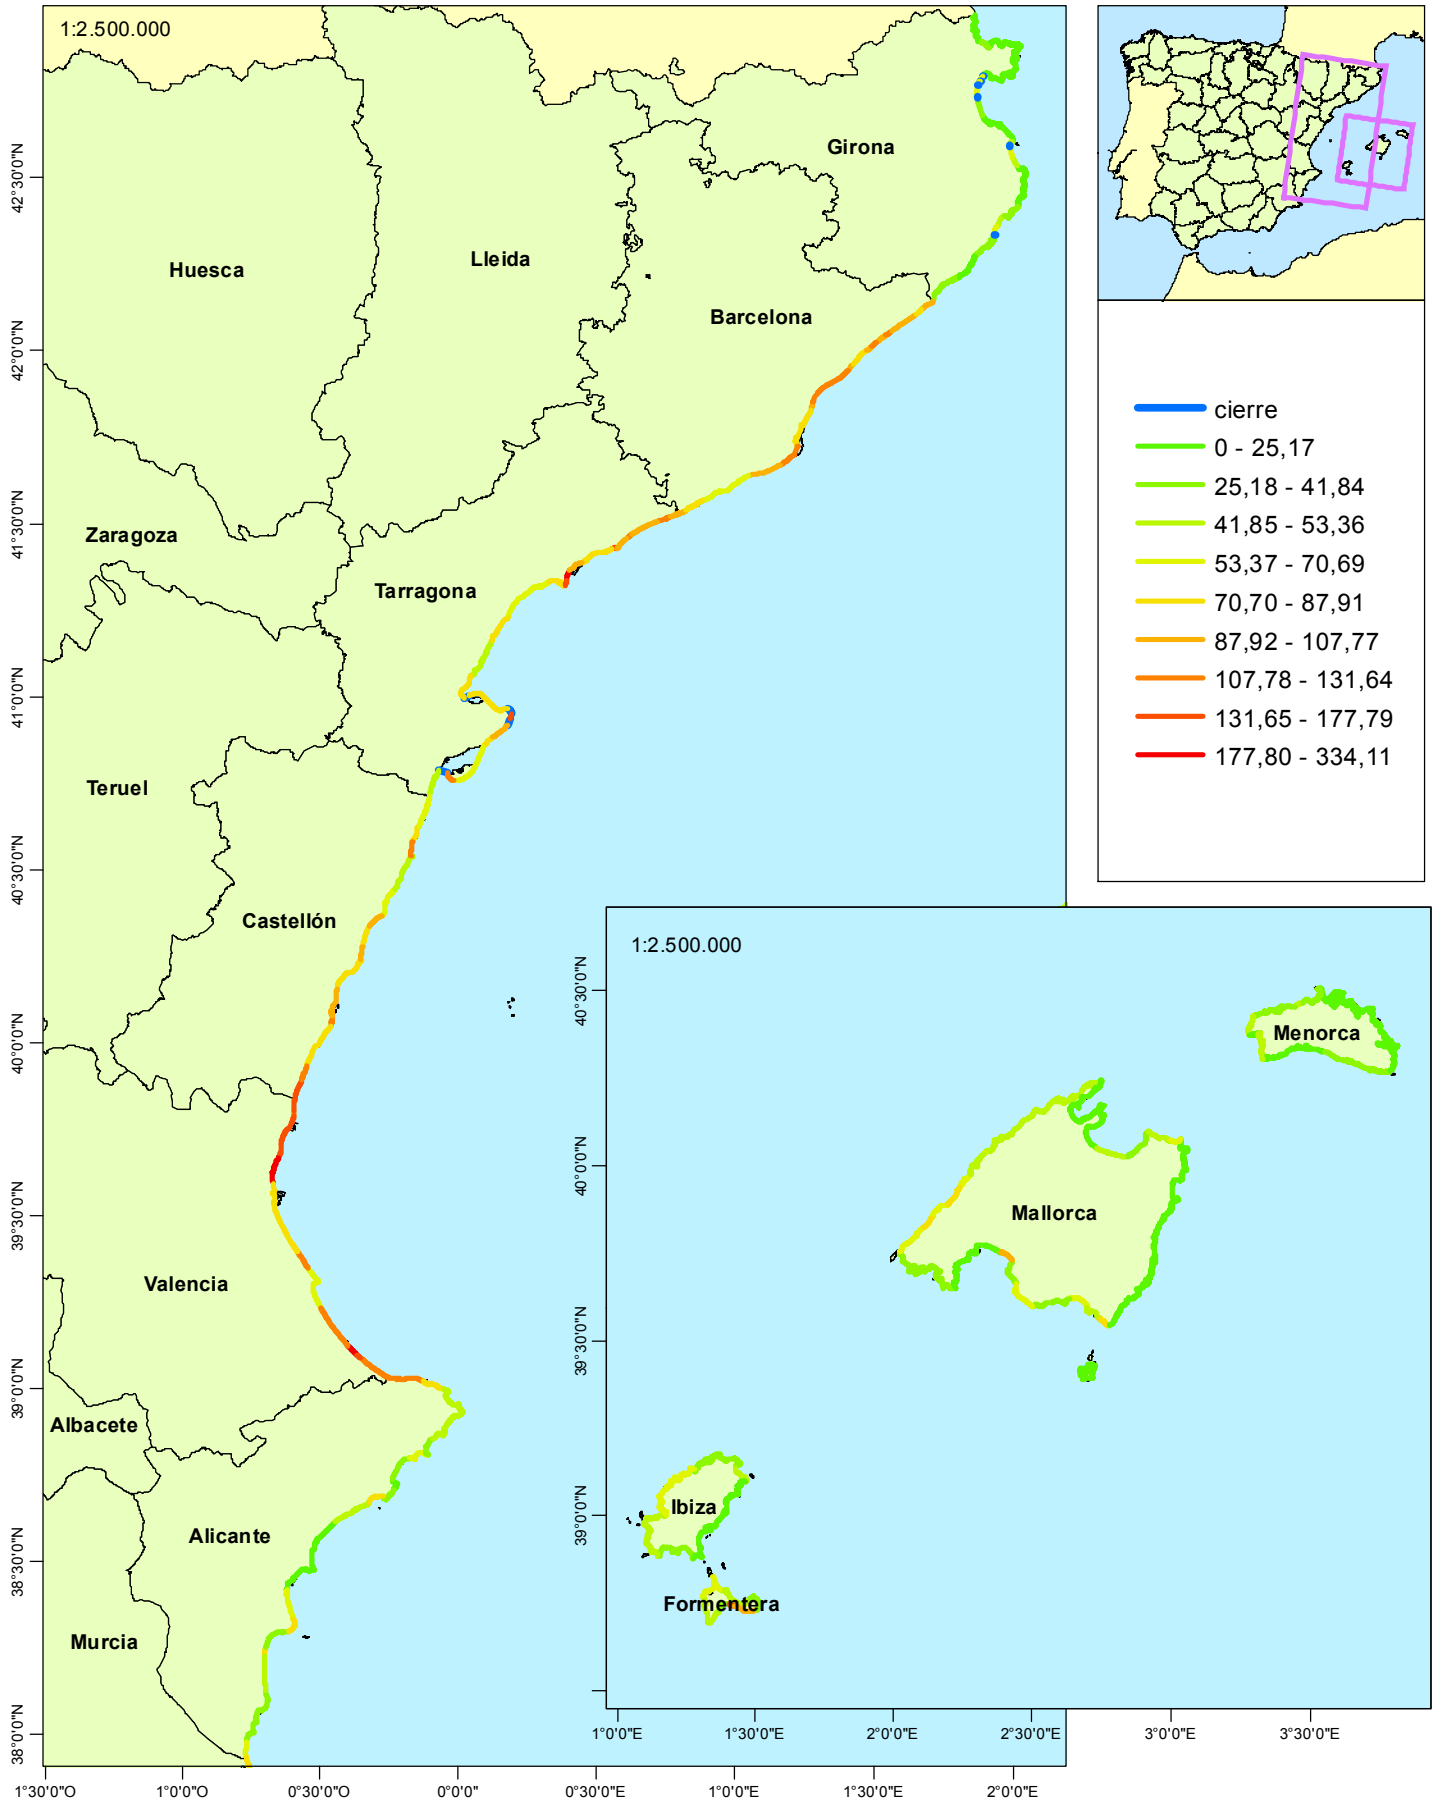 1:2.500.000
Girona
Huesca
Lleida
Barcelona
Zaragoza
Tarragona
Teruel
Castellón
Valencia
Albacete
Alicante
Murcia
42°30'0"N
42°0'0"N
41°30'0"N
41°0'0"N
40°30'0"N
40°0'0"N
39°30'0"N
39°0'0"N
38°30'0"N
38°0'0"N
1°30'0"O
1°0'0"O
0°30'0"O
0°0'0"
0°30'0"E
1°0'0"E
1°30'0"E
2°0'0"E
cierre
0 - 25,17
25,18 - 41,84
41,85 - 53,36
53,37 - 70,69
70,70 - 87,91
87,92 - 107,77
107,78 - 131,64
131,65 - 177,79
177,80 - 334,11
1:2.500.000
Menorca
Mallorca
Ibiza
Formentera
40°30'0"N
40°0'0"N
39°30'0"N
39°0'0"N
1°0'0"E
1°30'0"E
2°0'0"E
2°30'0"E
3°0'0"E
3°30'0"E